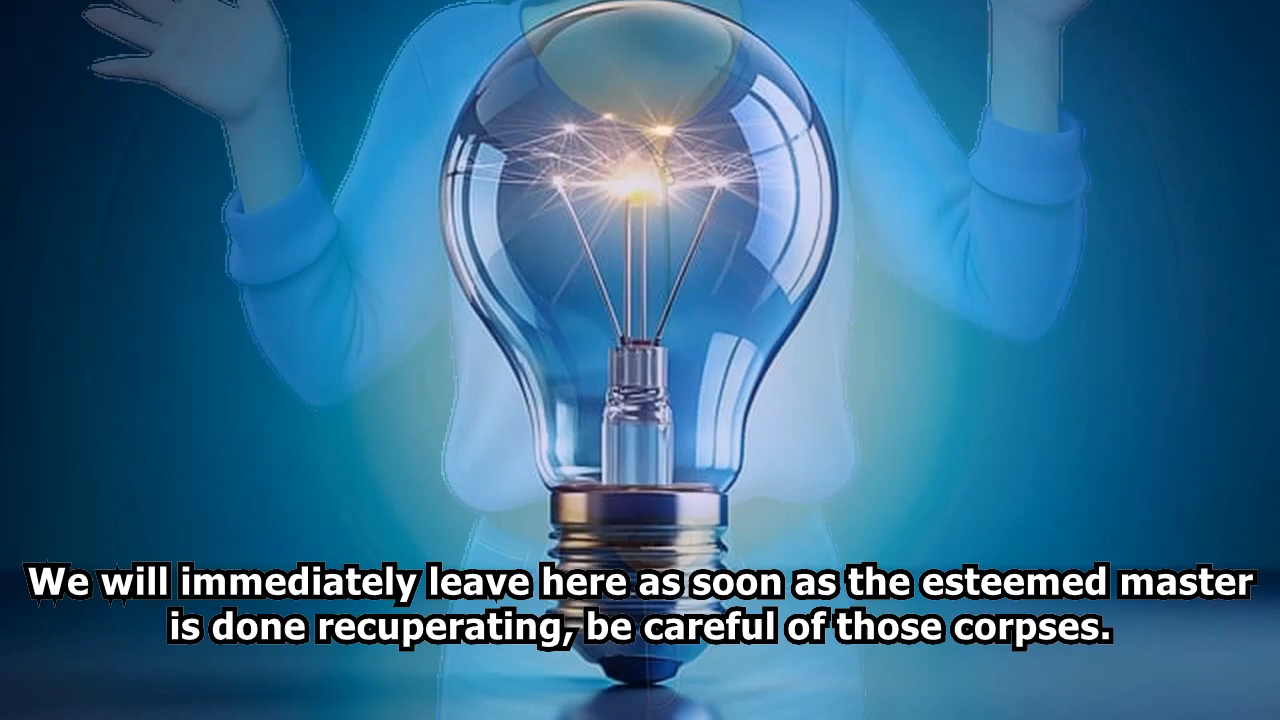 We will immediately leave here as soon as the esteemed master
is done recuperating, be careful of those corpses.